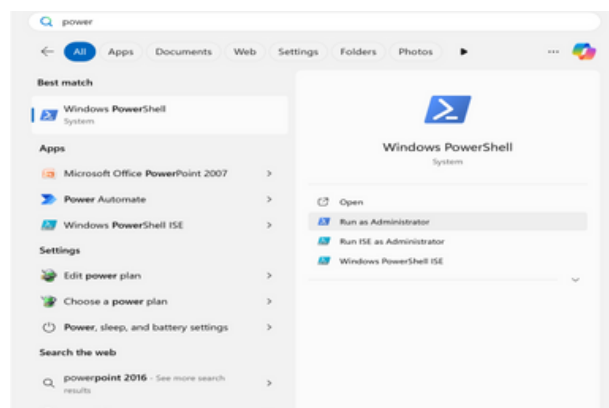 power
All Apps Documents Web Settings Folders Photos
Best match
Windows PowerShell
System
Apps
Microsoft Office PowerPoint 2007
Power Automate
Windows PowerShell ISE
Settings
Edit power plan
Choose a power plan
Power, sleep, and battery settings
Search the web
powerpoint 2016 - See more search
results
Windows PowerShell
System
Open
Run as Administrator
Run ISE as Administrator
Windows PowerShell ISE